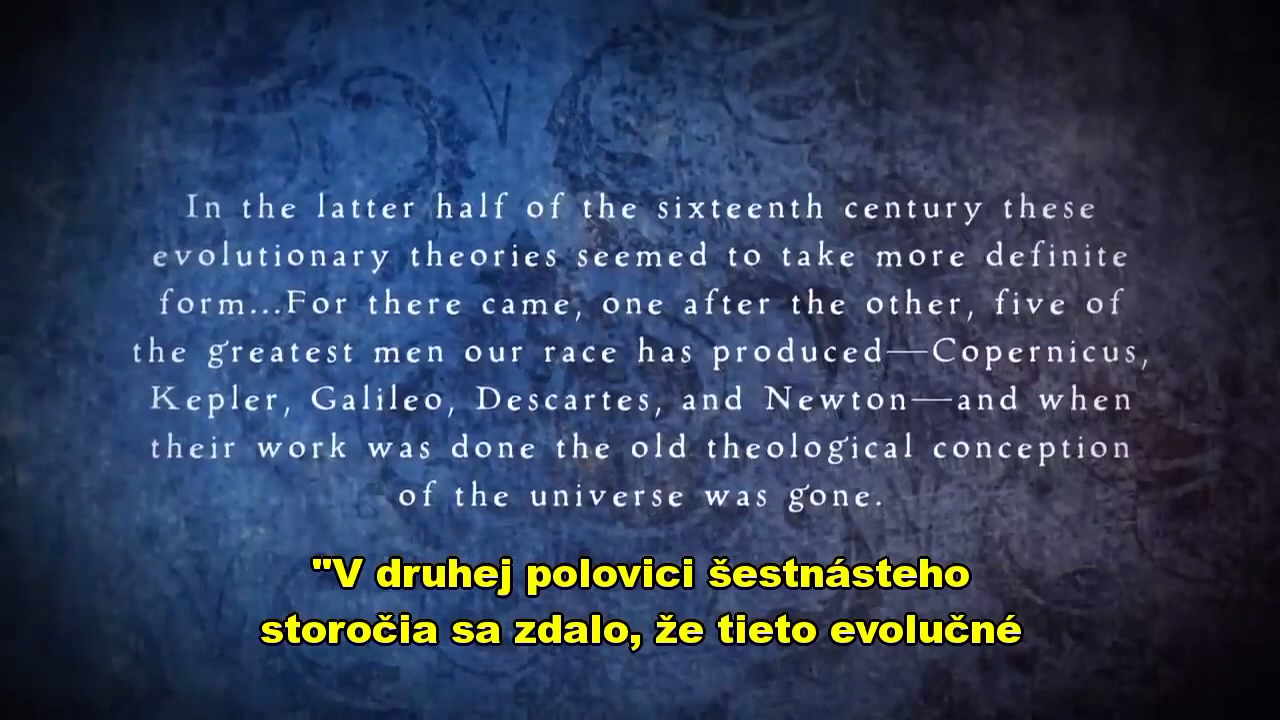 In the latter half of the sixteenth century these
evolutionary theories seemed to take more definite
form...For there came, one after the other, five of
the greatest men our race has produced—Copernicus,
Kepler, Galileo, Descartes, and Newton—and when
their work was done the old theological conception
of the universe was gone.
"V druhej polovici šestnásteho
storočia sa zdalo, že tieto evolučné